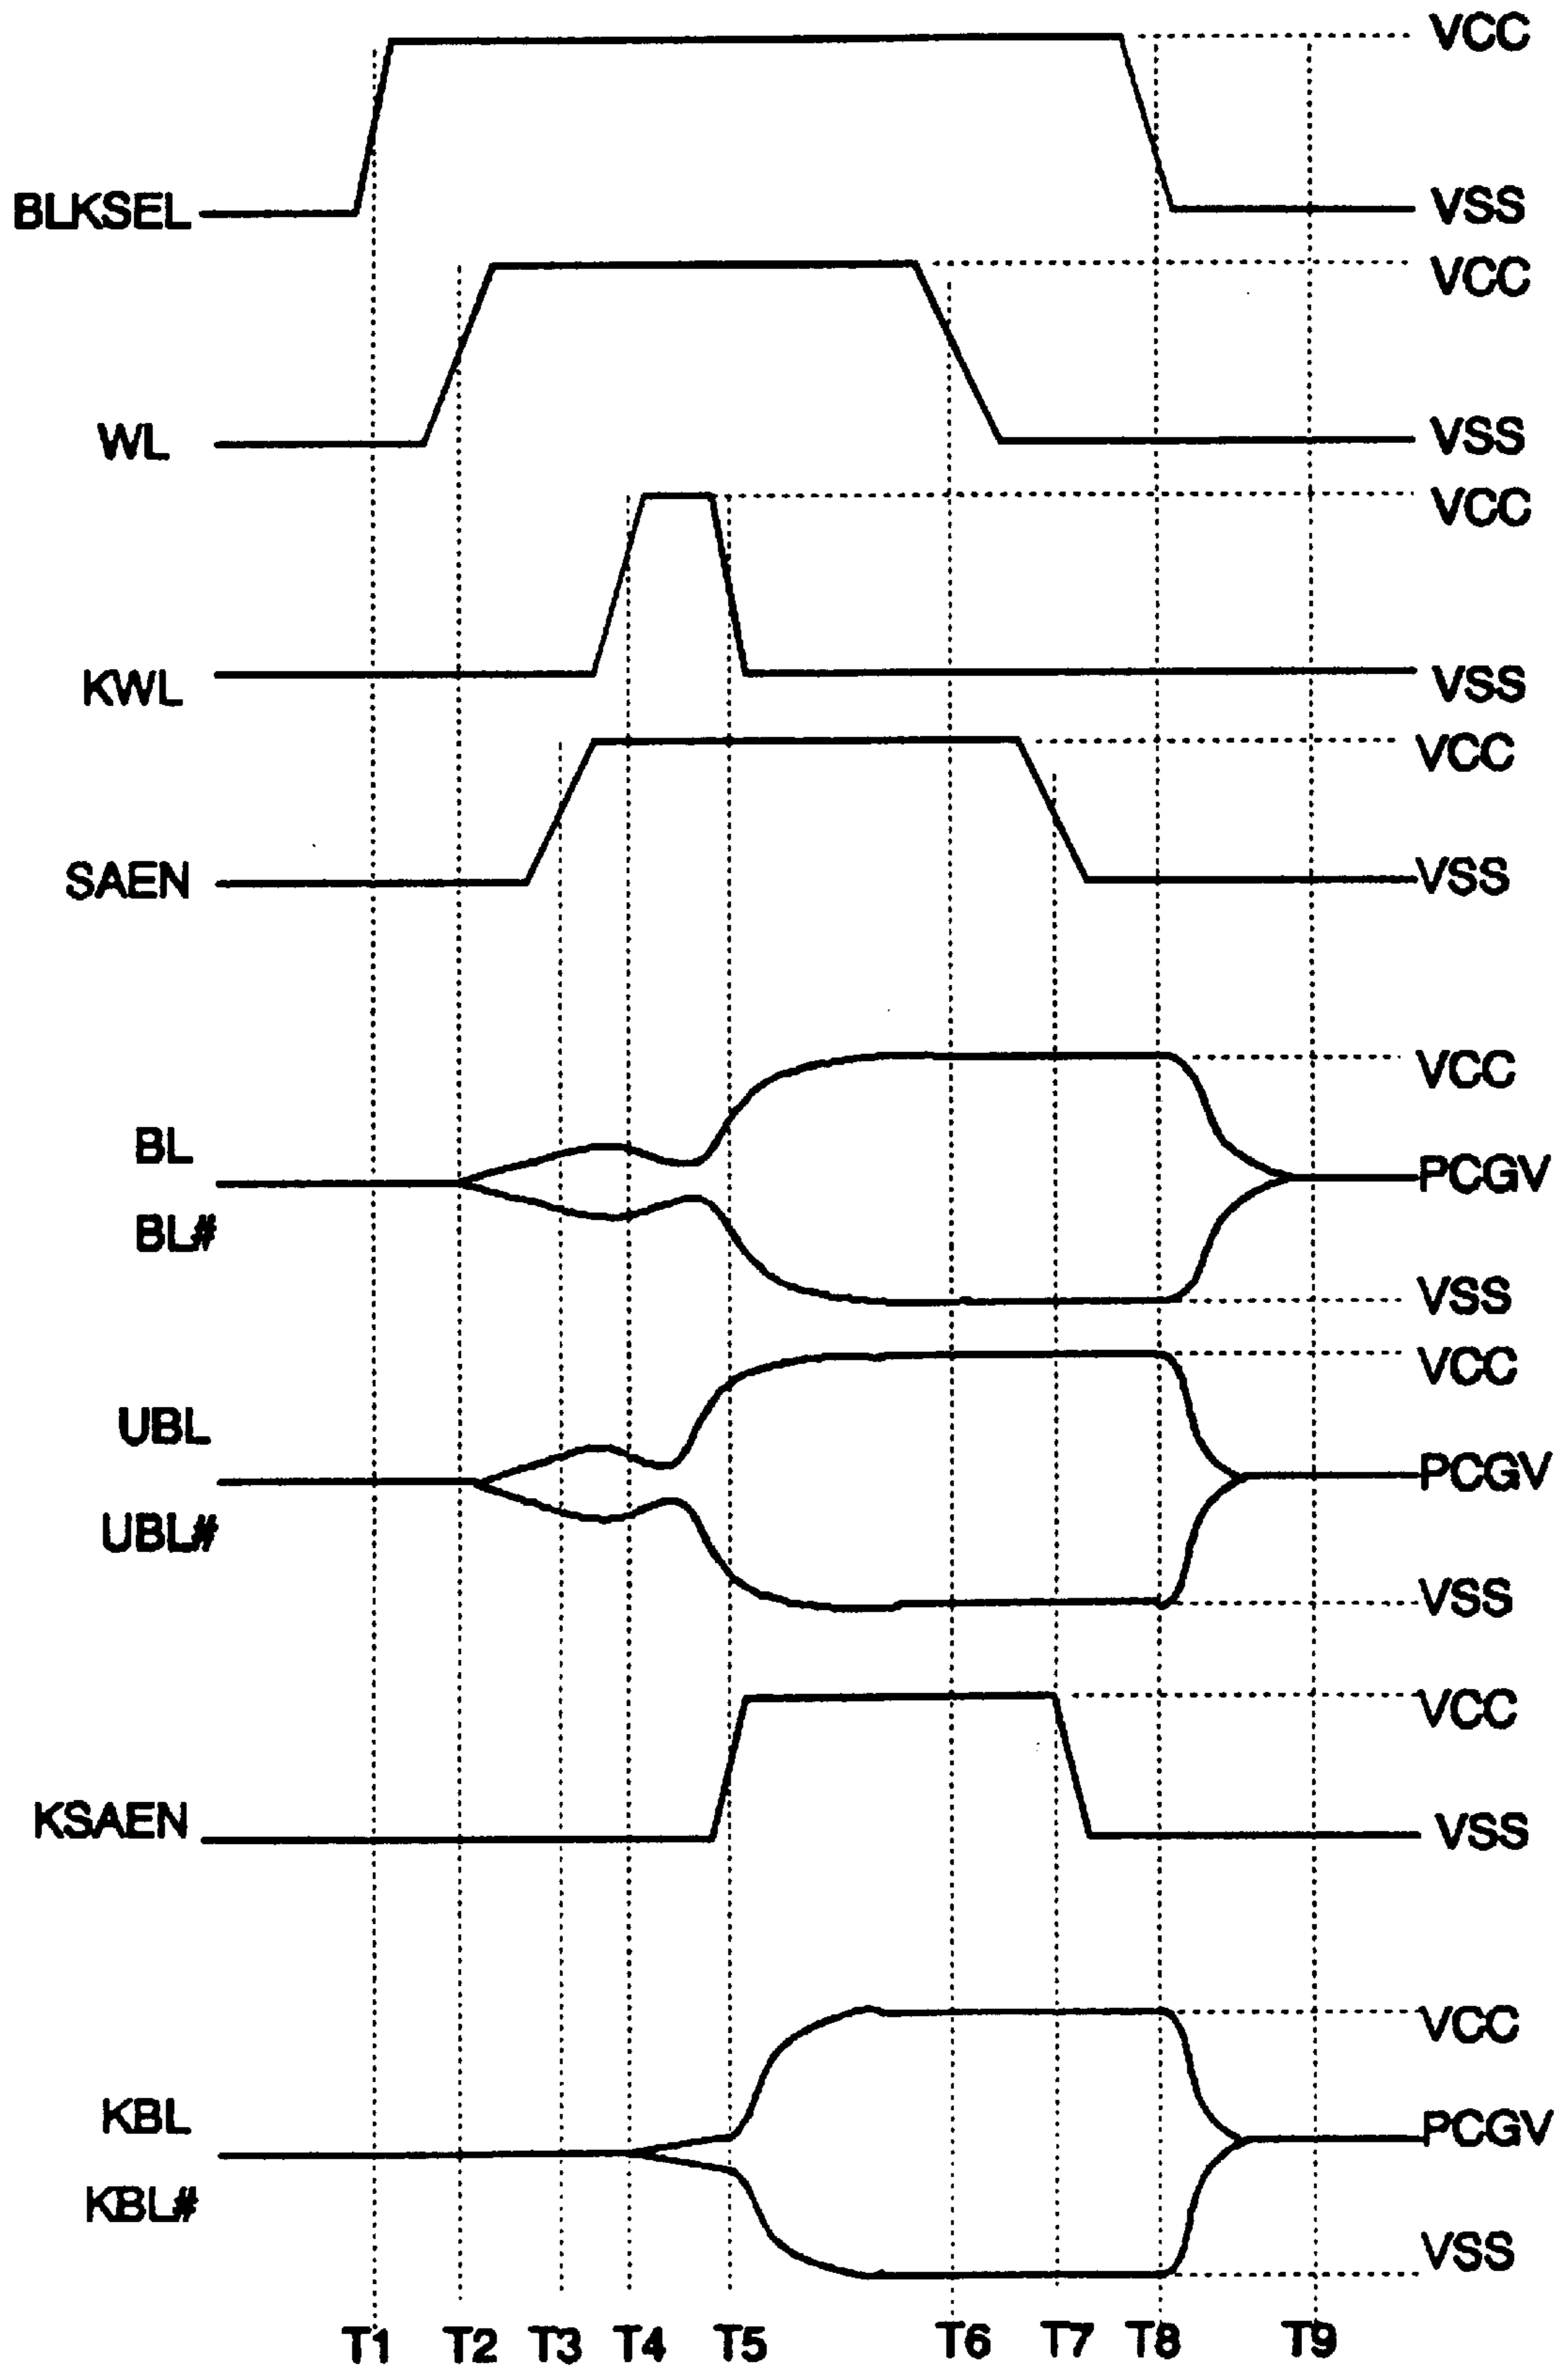 VCC
BLKSEL VSS
VCC
WL VSS
VCC
KWL VSS
VCC
SAEN VSS
VCC
BL
PCGV
BL#
VSS
VCC
UBL
PCGV
UBL#
VSS
VCC
KSAEN VSS
VCC
KBL
PCGV
KBL#
VSS
T1 T2 T3 T4 T5 T6 T7 T8 T9